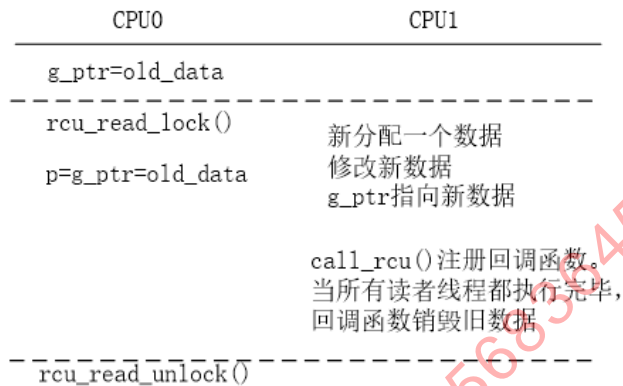 CPU0 CPU1
g_ptr=old_data
rcu_read_lock()
新分配一个数据
p=g_ptr=old_data
修改新数据
g_ptr指向新数据
call_rcu()注册回调函数。
当所有读者线程都执行完毕，
回调函数销毁旧数据
rcu_read_unlock()